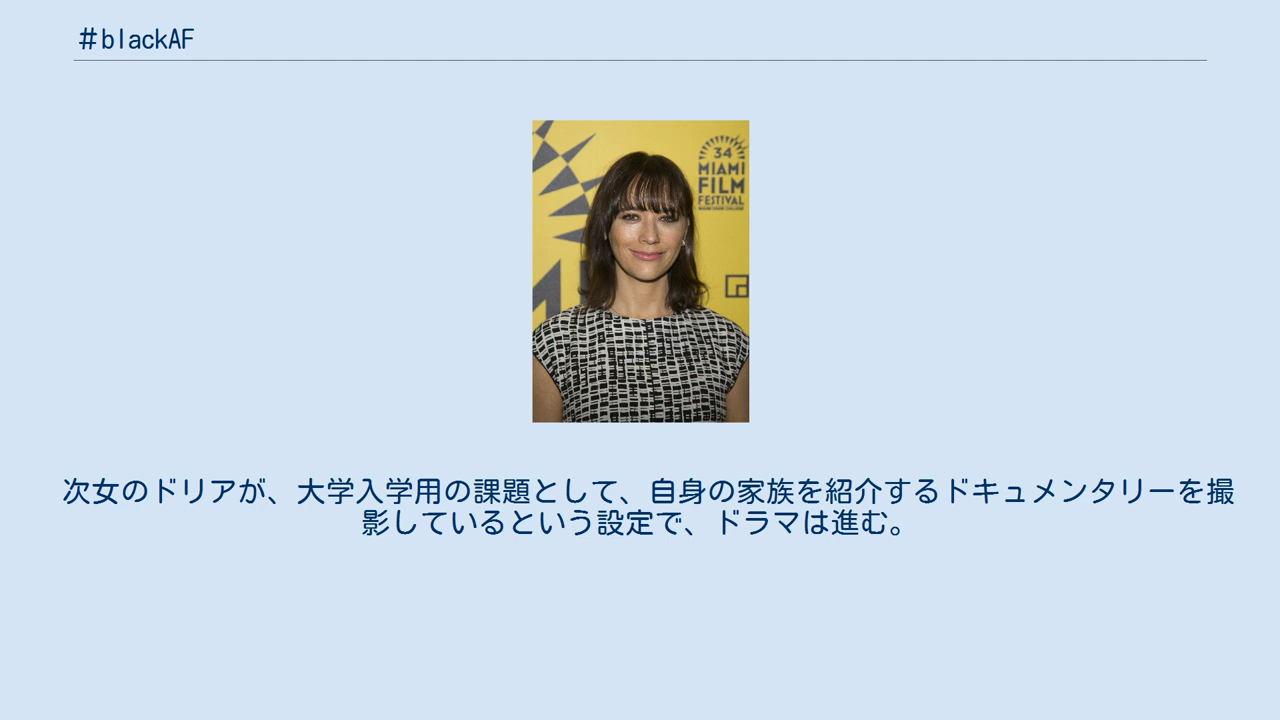 #blackAF
34
MIAMI
FILM
FESTIVAL
次女のドリアが、大学入学用の課題として、自身の家族を紹介するドキュメンタリーを撮
影しているという設定で、ドラマは進む。